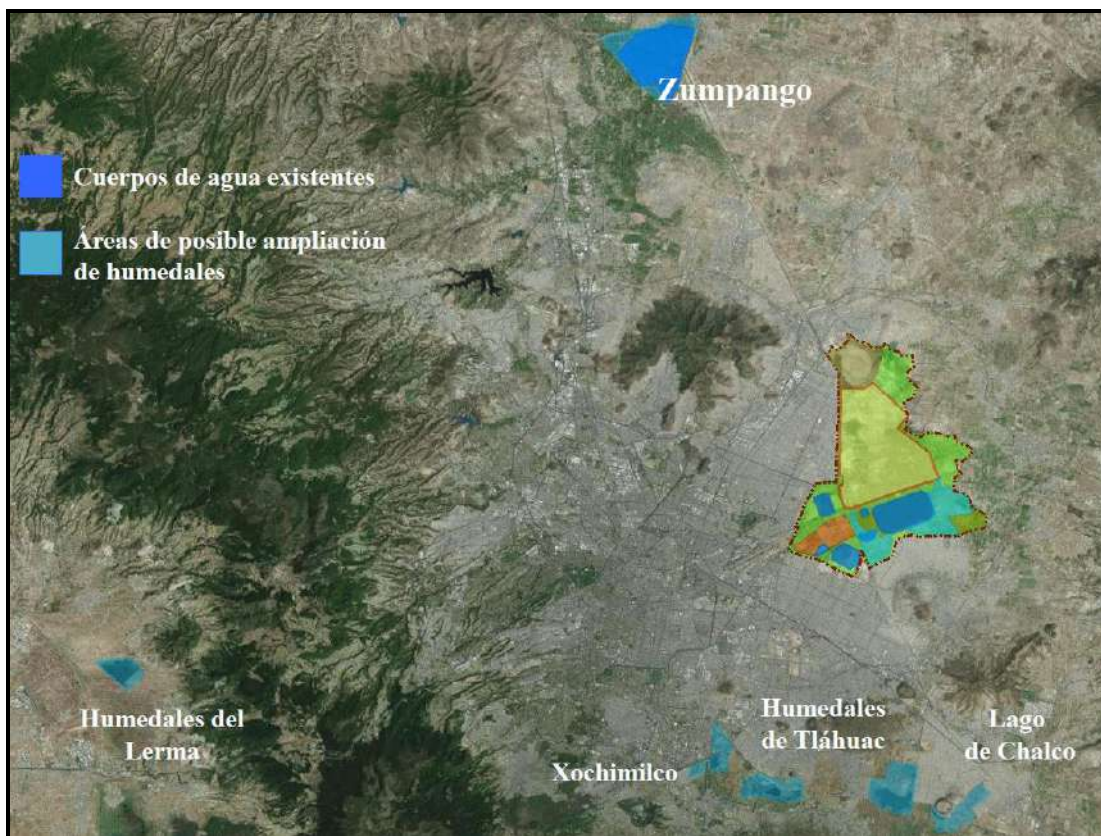 Zumpango
Cuerpos de agua existentes
Áreas de posible ampliación
de humedales
Humedales del
Lerma
Xochimilco
Humedales
de Tláhuac
Lago
de Chalco